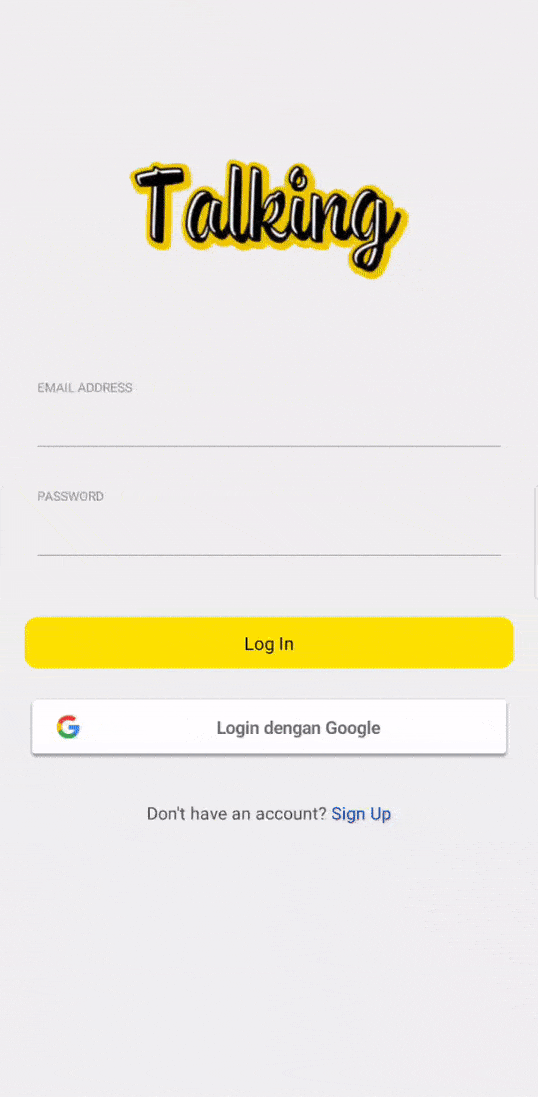 Talking
EMAIL ADDRESS
PASSWORD
Log In
Login dengan Google
Don't have an account? Sign Up